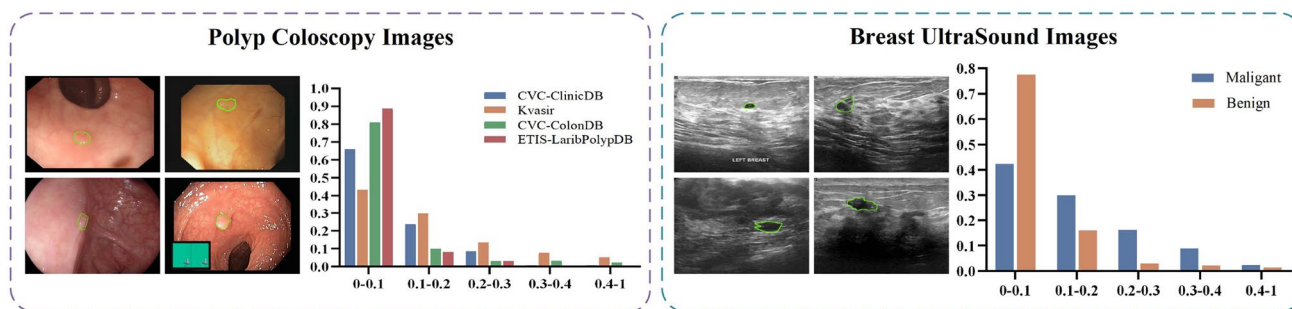 Polyp Coloscopy Images
1.0
0.9
0.8
0.7
0.6
0.5
0.4
0.3
0.2
0.1
0.0
CVC-ClinicDB
Kvasir
CVC-ColonDB
ETIS-LaribPolypDB
0-0.1 0.1-0.2 0.2-0.3 0.3-0.4 0.4-1
Breast UltraSound Images
LEFT BREAST
0.8
0.7
0.6
0.5
0.4
0.3
0.2
0.1
0.0
Maligant
Benign
0-0.1 0.1-0.2 0.2-0.3 0.3-0.4 0.4-1